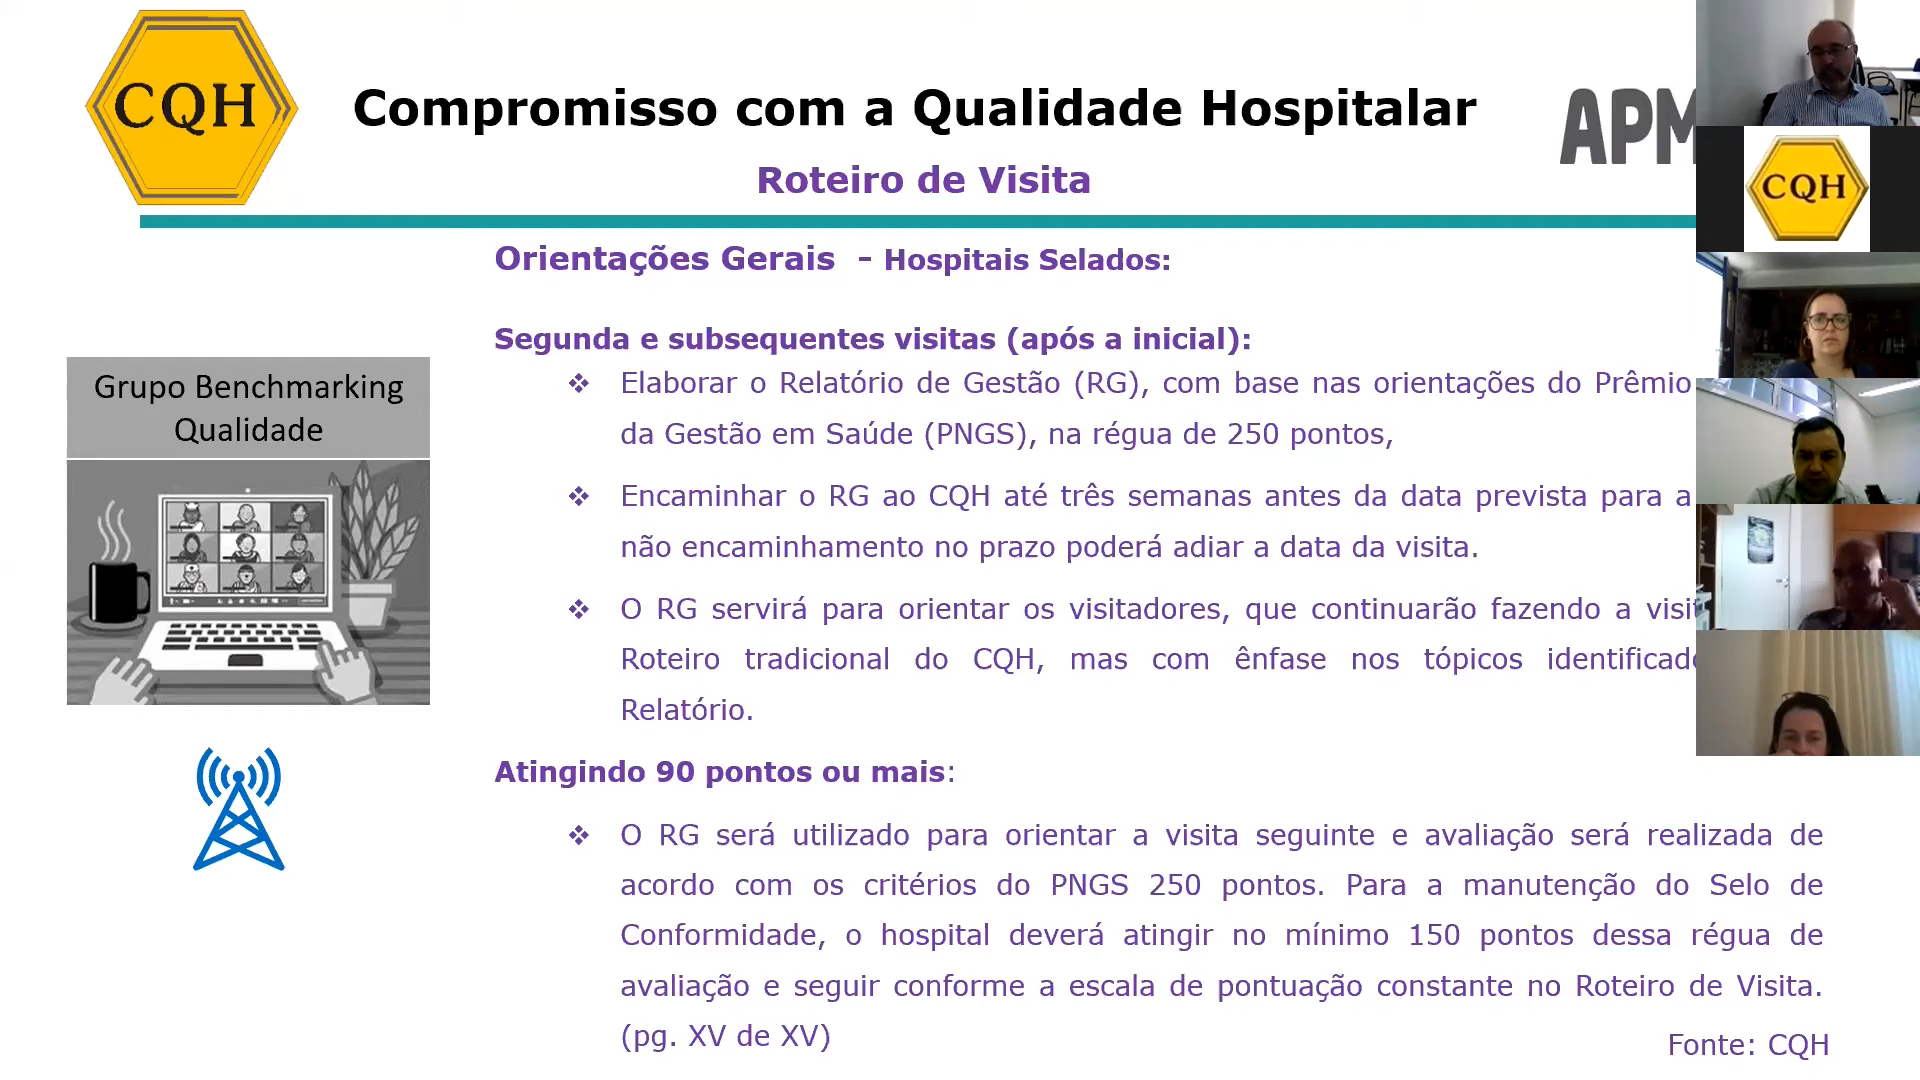 CQH
Compromisso com a Qualidade Hospitalar
APM
Roteiro de Visita
CQH
Orientações Gerais - Hospitais Selados:
Segunda e subsequentes visitas (após a inicial):
Grupo Benchmarking
Qualidade
❖ Elaborar o Relatório de Gestão (RG), com base nas orientações do Prêmio
da Gestão em Saúde (PNGS), na régua de 250 pontos,
❖ Encaminhar o RG ao CQH até três semanas antes da data prevista para a
não encaminhamento no prazo poderá adiar a data da visita.
❖ O RG servirá para orientar os visitadores, que continuarão fazendo a
Roteiro tradicional do CQH, mas com ênfase nos tópicos
Relatório.
Atingindo 90 pontos ou mais:
❖ O RG será utilizado para orientar a visita seguinte e avaliação será realizada de
acordo com os critérios do PNGS 250 pontos. Para a manutenção do Selo de
Conformidade, o hospital deverá atingir no mínimo 150 pontos dessa régua de
avaliação e seguir conforme a escala de pontuação constante no Roteiro de Visita.
(pg. XV de XV)
Fonte: CQH